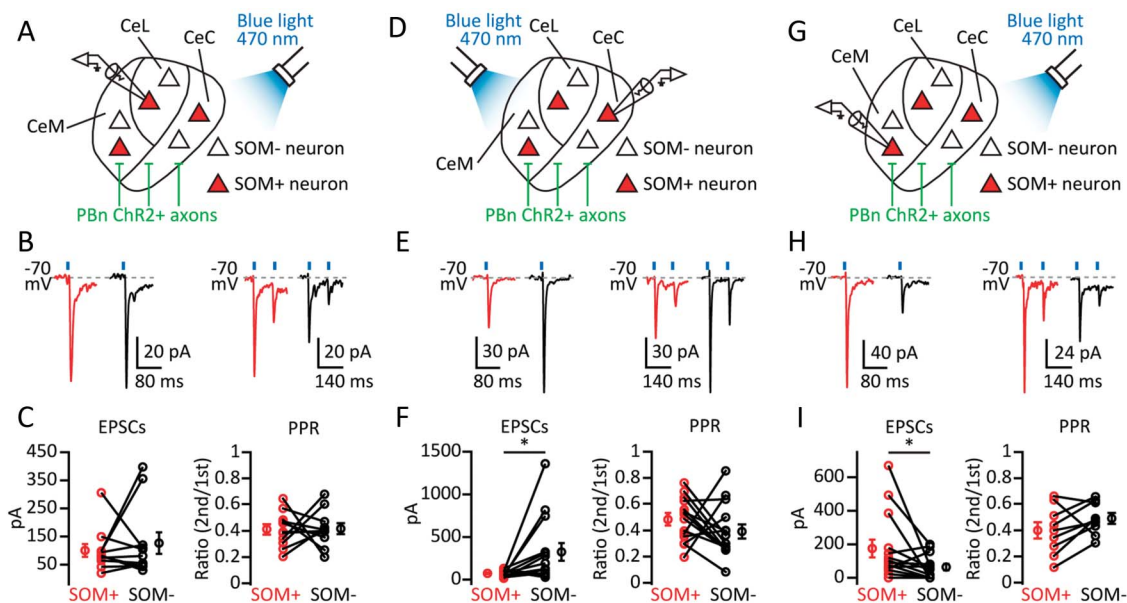 A
CeL
Blue light
470 nm
CeC
CeM
SOM- neuron
SOM+ neuron
PBn ChR2+ axons
D
Blue light
470 nm
CeL
CeC
CeM
SOM- neuron
SOM+ neuron
PBn ChR2+ axons
G
CeL
Blue light
470 nm
CeC
CeM
SOM- neuron
SOM+ neuron
PBn ChR2+ axons
B
-70
mV
20 pA
80 ms
-70
mV
20 pA
140 ms
E
-70
mV
30 pA
80 ms
-70
mV
30 pA
140 ms
H
-70
mV
40 pA
80 ms
-70
mV
24 pA
140 ms
C
EPSCs
pA
450
350
250
150
50
SOM+ SOM-
PPR
Ratio (2nd/1st)
1
0.8
0.6
0.4
0.2
0
SOM+ SOM-
F
EPSCs
*
pA
1500
1000
500
0
SOM+ SOM-
PPR
Ratio (2nd/1st)
1
0.8
0.6
0.4
0.2
0
SOM+ SOM-
I
EPSCs
*
pA
600
400
200
0
SOM+ SOM-
PPR
Ratio (2nd/1st)
1
0.8
0.6
0.4
0.2
0
SOM+ SOM-